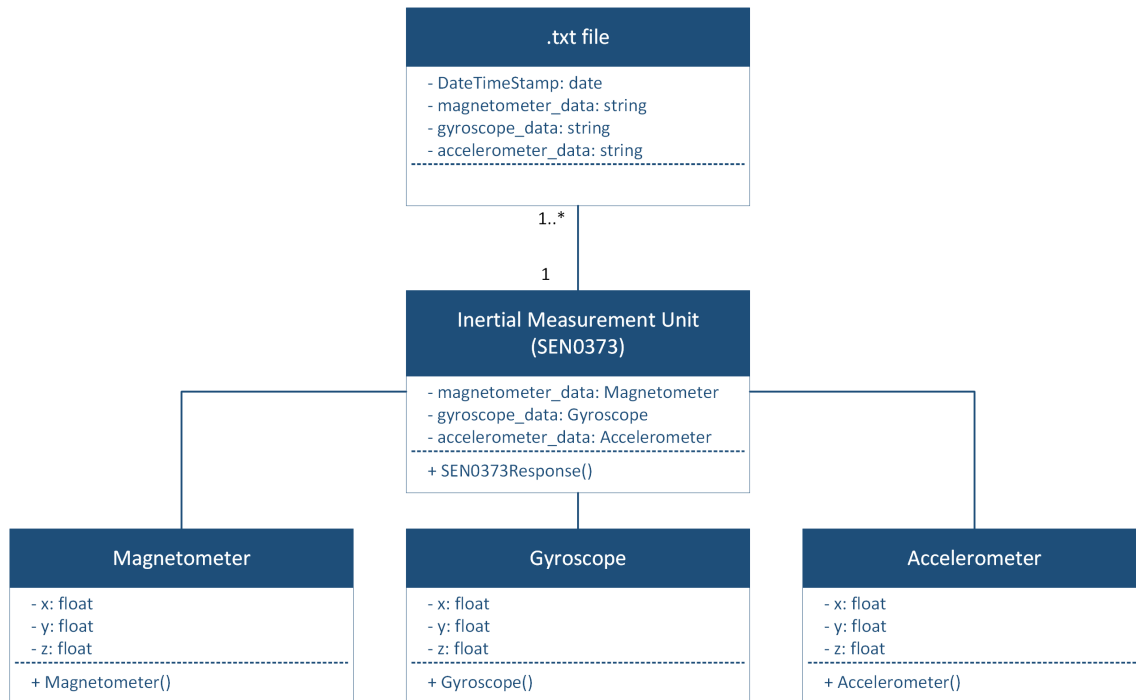 .txt file
- DateTimeStamp: date
- magnetometer_data: string
- gyroscope_data: string
- accelerometer_data: string
1..*
1
Inertial Measurement Unit
(SEN0373)
- magnetometer_data: Magnetometer
- gyroscope_data: Gyroscope
- accelerometer_data: Accelerometer
+ SEN0373Response()
Magnetometer
- x: float
- y: float
- z: float
+ Magnetometer()
Gyroscope
- x: float
- y: float
- z: float
+ Gyroscope()
Accelerometer
- x: float
- y: float
- z: float
+ Accelerometer()